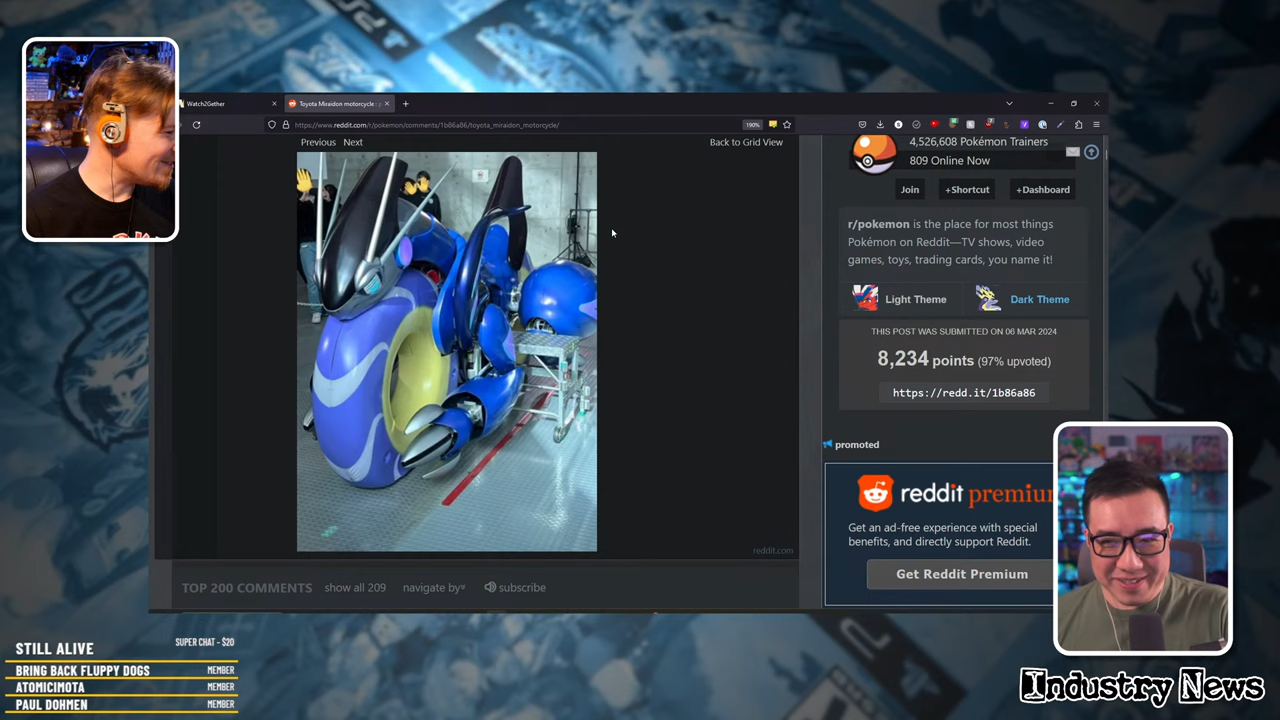 Watch2Gether
Toyota Miraidon motorcycle : p
https://www.reddit.com/r/pokemon/comments/1b86a86/toyota_miraidon_motorcycle/
190%
Previous Next
Back to Grid View
4,526,608 Pokémon Trainers
809 Online Now
Join
+Shortcut
+Dashboard
r/pokemon is the place for most things
Pokémon on Reddit—TV shows, video
games, toys, trading cards, you name it!
Light Theme
Dark Theme
THIS POST WAS SUBMITTED ON 06 MAR 2024
8,234 points (97% upvoted)
https://redd.it/1b86a86
promoted
reddit premium
Get an ad-free experience with special
benefits, and directly support Reddit.
Get Reddit Premium
reddit.com
TOP 200 COMMENTS show all 209 navigate by subscribe
STILL ALIVE
SUPER CHAT - $20
BRING BACK FLUPPY DOGS MEMBER
ATOMICIMOTA MEMBER
PAUL DOHMEN MEMBER
Industry News